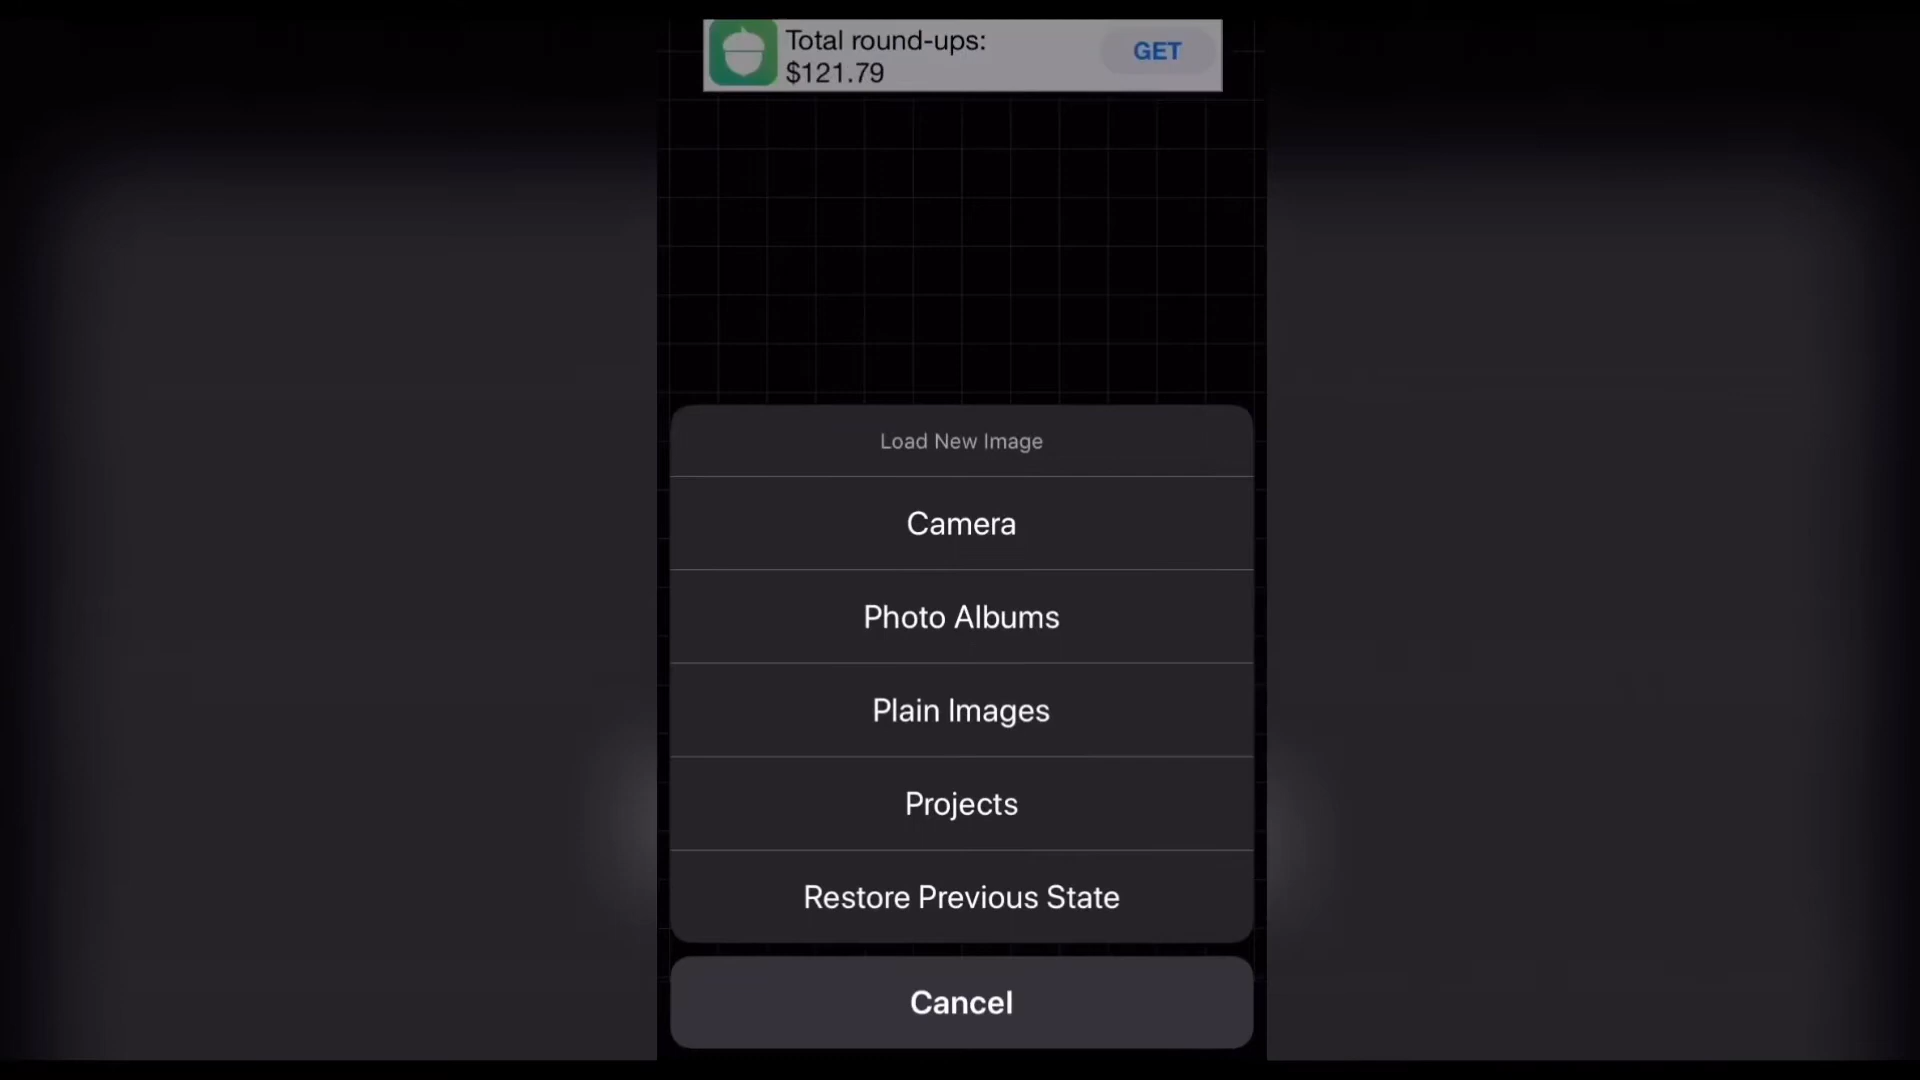 Total round-ups:
$121.79
GET
Load New Image
Camera
Photo Albums
Plain Images
Projects
Restore Previous State
Cancel